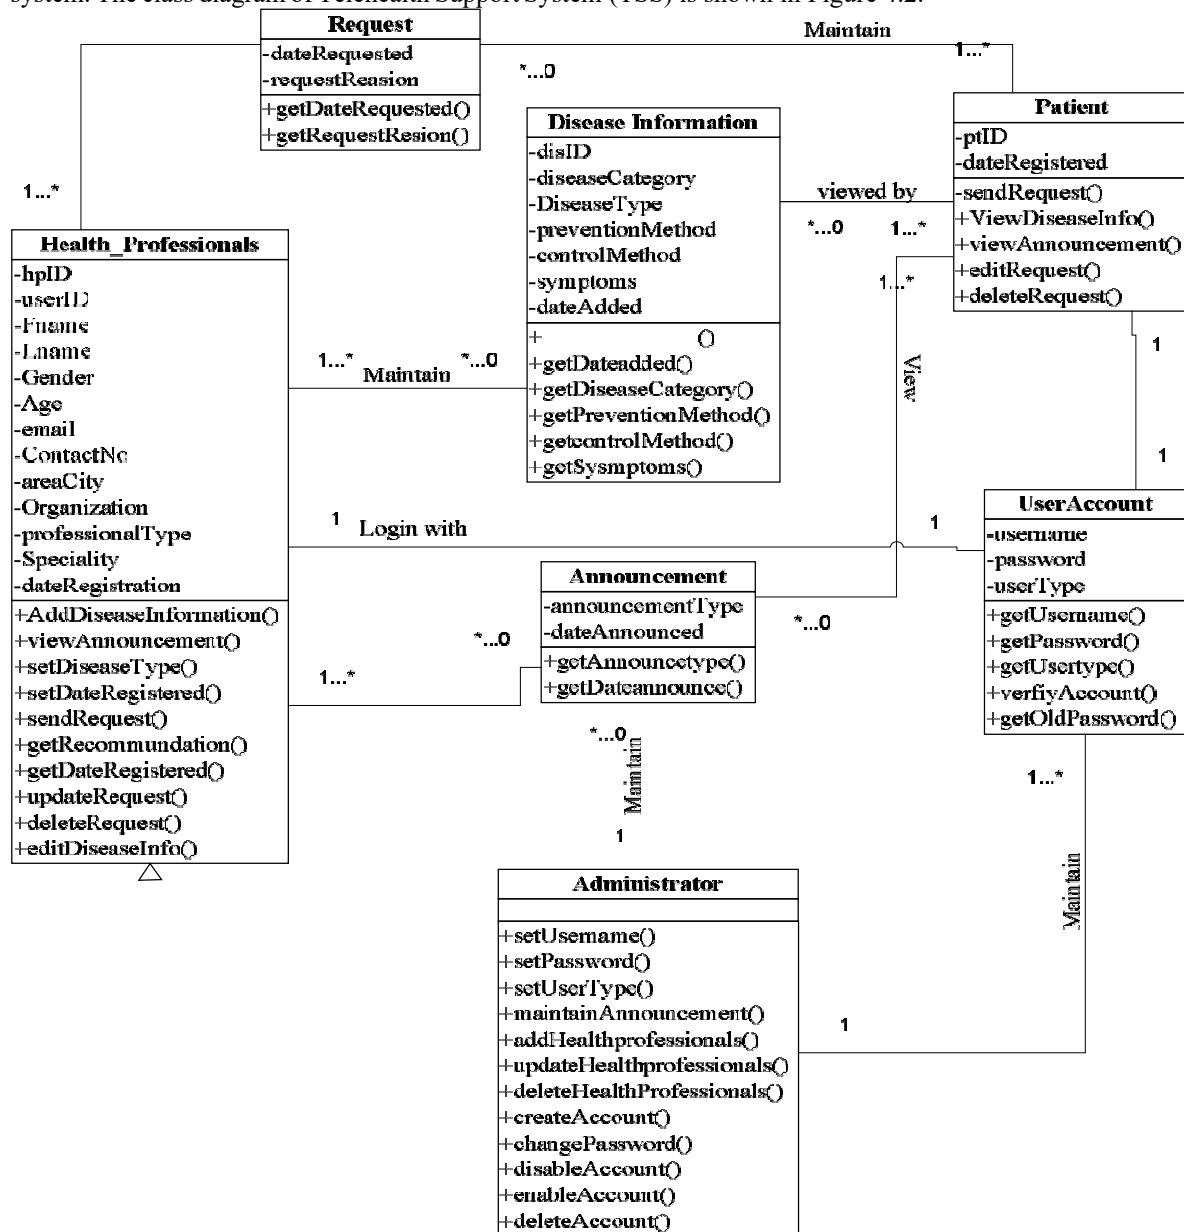 system. The class diagram of Telehealth Support System (TSS) is shown in Figure 4.2.
Request
-dateRequested
-requestReasion
+getDateRequested()
+getRequestResion()
Maintain
1...*
*...0
Patient
-ptID
-dateRegistered
-sendRequest()
+ViewDiseaseInfo()
+viewAnnouncement()
+editRequest()
+deleteRequest()
Disease Information
-disID
-diseaseCategory
-DiseaseType
-preventionMethod
-controlMethod
-symptoms
-dateAdded
+ ()
+getDateadded()
+getDiseaseCategory()
+getPreventionMethod()
+getcontrolMethod()
+getSysmptoms()
viewed by
*...0
1...*
1...*
View
1...*
Health_Professionals
-hpID
-userID
-Fname
-Lname
-Gender
-Age
-email
-ContactNo
-areaCity
-Organization
-professionalType
-Speciality
-dateRegistration
+AddDiseaseInformation()
+viewAnnouncement()
+setDiseaseType()
+setDateRegistered()
+sendRequest()
+getRecommundation()
+getDateRegistered()
+updateRequest()
+deleteRequest()
+editDiseaseInfo()
1...*
*...0
Maintain
1
1
1
Login with
1
UserAccount
-username
-password
-userType
+getUsername()
+getPassword()
+getUsertype()
+verfiyAccount()
+getOldPassword()
Announcement
-announcementType
-dateAnnounced
+getAnnouncetype()
+getDateannounce()
*...0
*...0
1...*
*...0
Maintain
1
1...*
Maintain
1
Administrator
+setUsername()
+setPassword()
+setUserType()
+maintainAnnouncement()
+addHealthprofessionals()
+updateHealthprofessionals()
+deleteHealthProfessionals()
+createAccount()
+changePassword()
+disableAccount()
+enableAccount()
+deleteAccount()